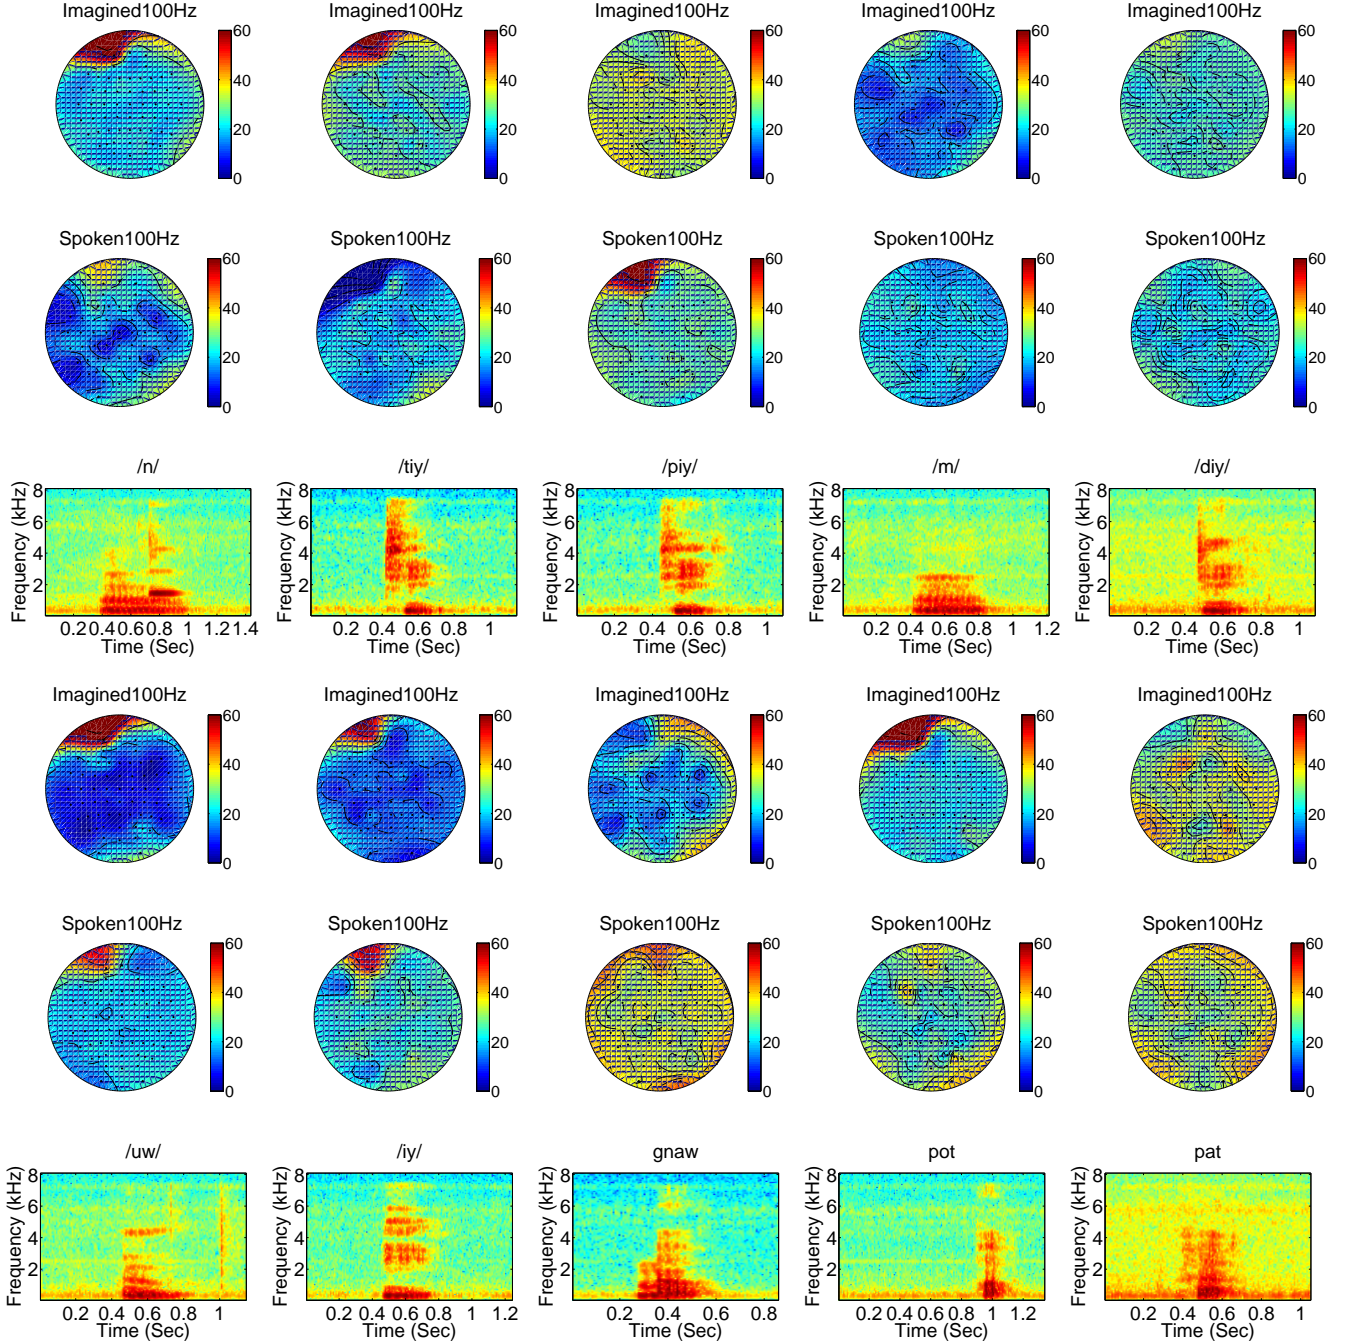 Imagined100Hz Imagined100Hz Imagined100Hz Imagined100Hz Imagined100Hz
60 60 60 60 60
40 40 40 40 40
20 20 20 20 20
0 0 0 0 0
Spoken100Hz Spoken100Hz Spoken100Hz Spoken100Hz Spoken100Hz
60 60 60 60 60
40 40 40 40 40
20 20 20 20 20
0 0 0 0 0
/n/ /tiy/ /piy/ /m/ /diy/
Frequency (kHz) Frequency (kHz) Frequency (kHz) Frequency (kHz) Frequency (kHz)
8 8 8 8 8
6 6 6 6 6
4 4 4 4 4
2 2 2 2 2
0.2 0.4 0.6 0.8 1 1.2 1.4 0.2 0.4 0.6 0.8 1 0.2 0.4 0.6 0.8 1 0.2 0.4 0.6 0.8 1 1.2 0.2 0.4 0.6 0.8 1
Time (Sec) Time (Sec) Time (Sec) Time (Sec) Time (Sec)
Imagined100Hz Imagined100Hz Imagined100Hz Imagined100Hz Imagined100Hz
60 60 60 60 60
40 40 40 40 40
20 20 20 20 20
0 0 0 0 0
Spoken100Hz Spoken100Hz Spoken100Hz Spoken100Hz Spoken100Hz
60 60 60 60 60
40 40 40 40 40
20 20 20 20 20
0 0 0 0 0
/uw/ /iy/ gnaw pot pat
Frequency (kHz) Frequency (kHz) Frequency (kHz) Frequency (kHz) Frequency (kHz)
8 8 8 8 8
6 6 6 6 6
4 4 4 4 4
2 2 2 2 2
0.2 0.4 0.6 0.8 1 0.2 0.4 0.6 0.8 1 1.2 0.2 0.4 0.6 0.8 0.2 0.4 0.6 0.8 1 1.2 0.2 0.4 0.6 0.8 1
Time (Sec) Time (Sec) Time (Sec) Time (Sec) Time (Sec)